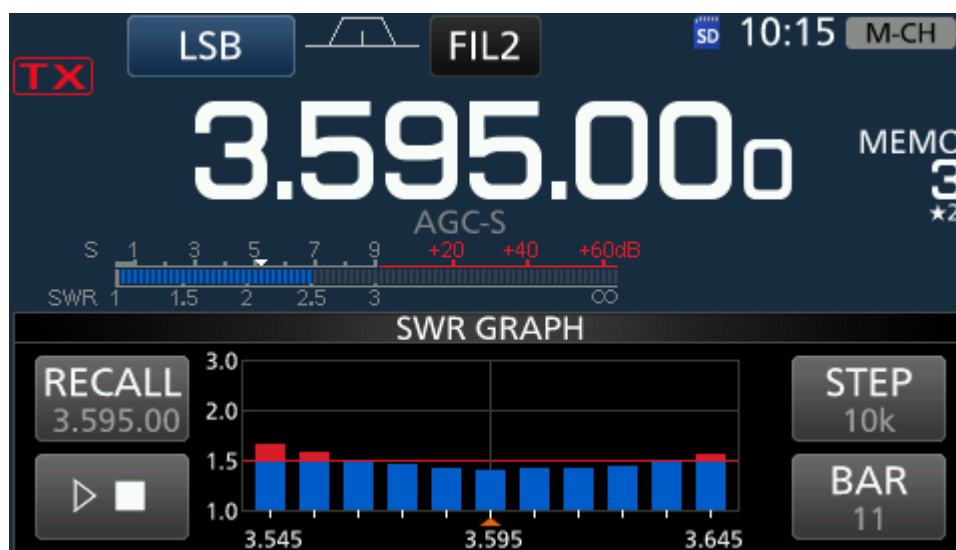 LSB FIL2 SD 10:15 M-CH
TX
3.595.000
MEMO
3
★2
AGC-S
S 1 3 5 7 9 +20 +40 +60dB
SWR 1 1.5 2 2.5 3 ∞
SWR GRAPH
RECALL
3.595.00
3.0
2.0
1.5
1.0
3.545 3.595 3.645
STEP
10k
BAR
11